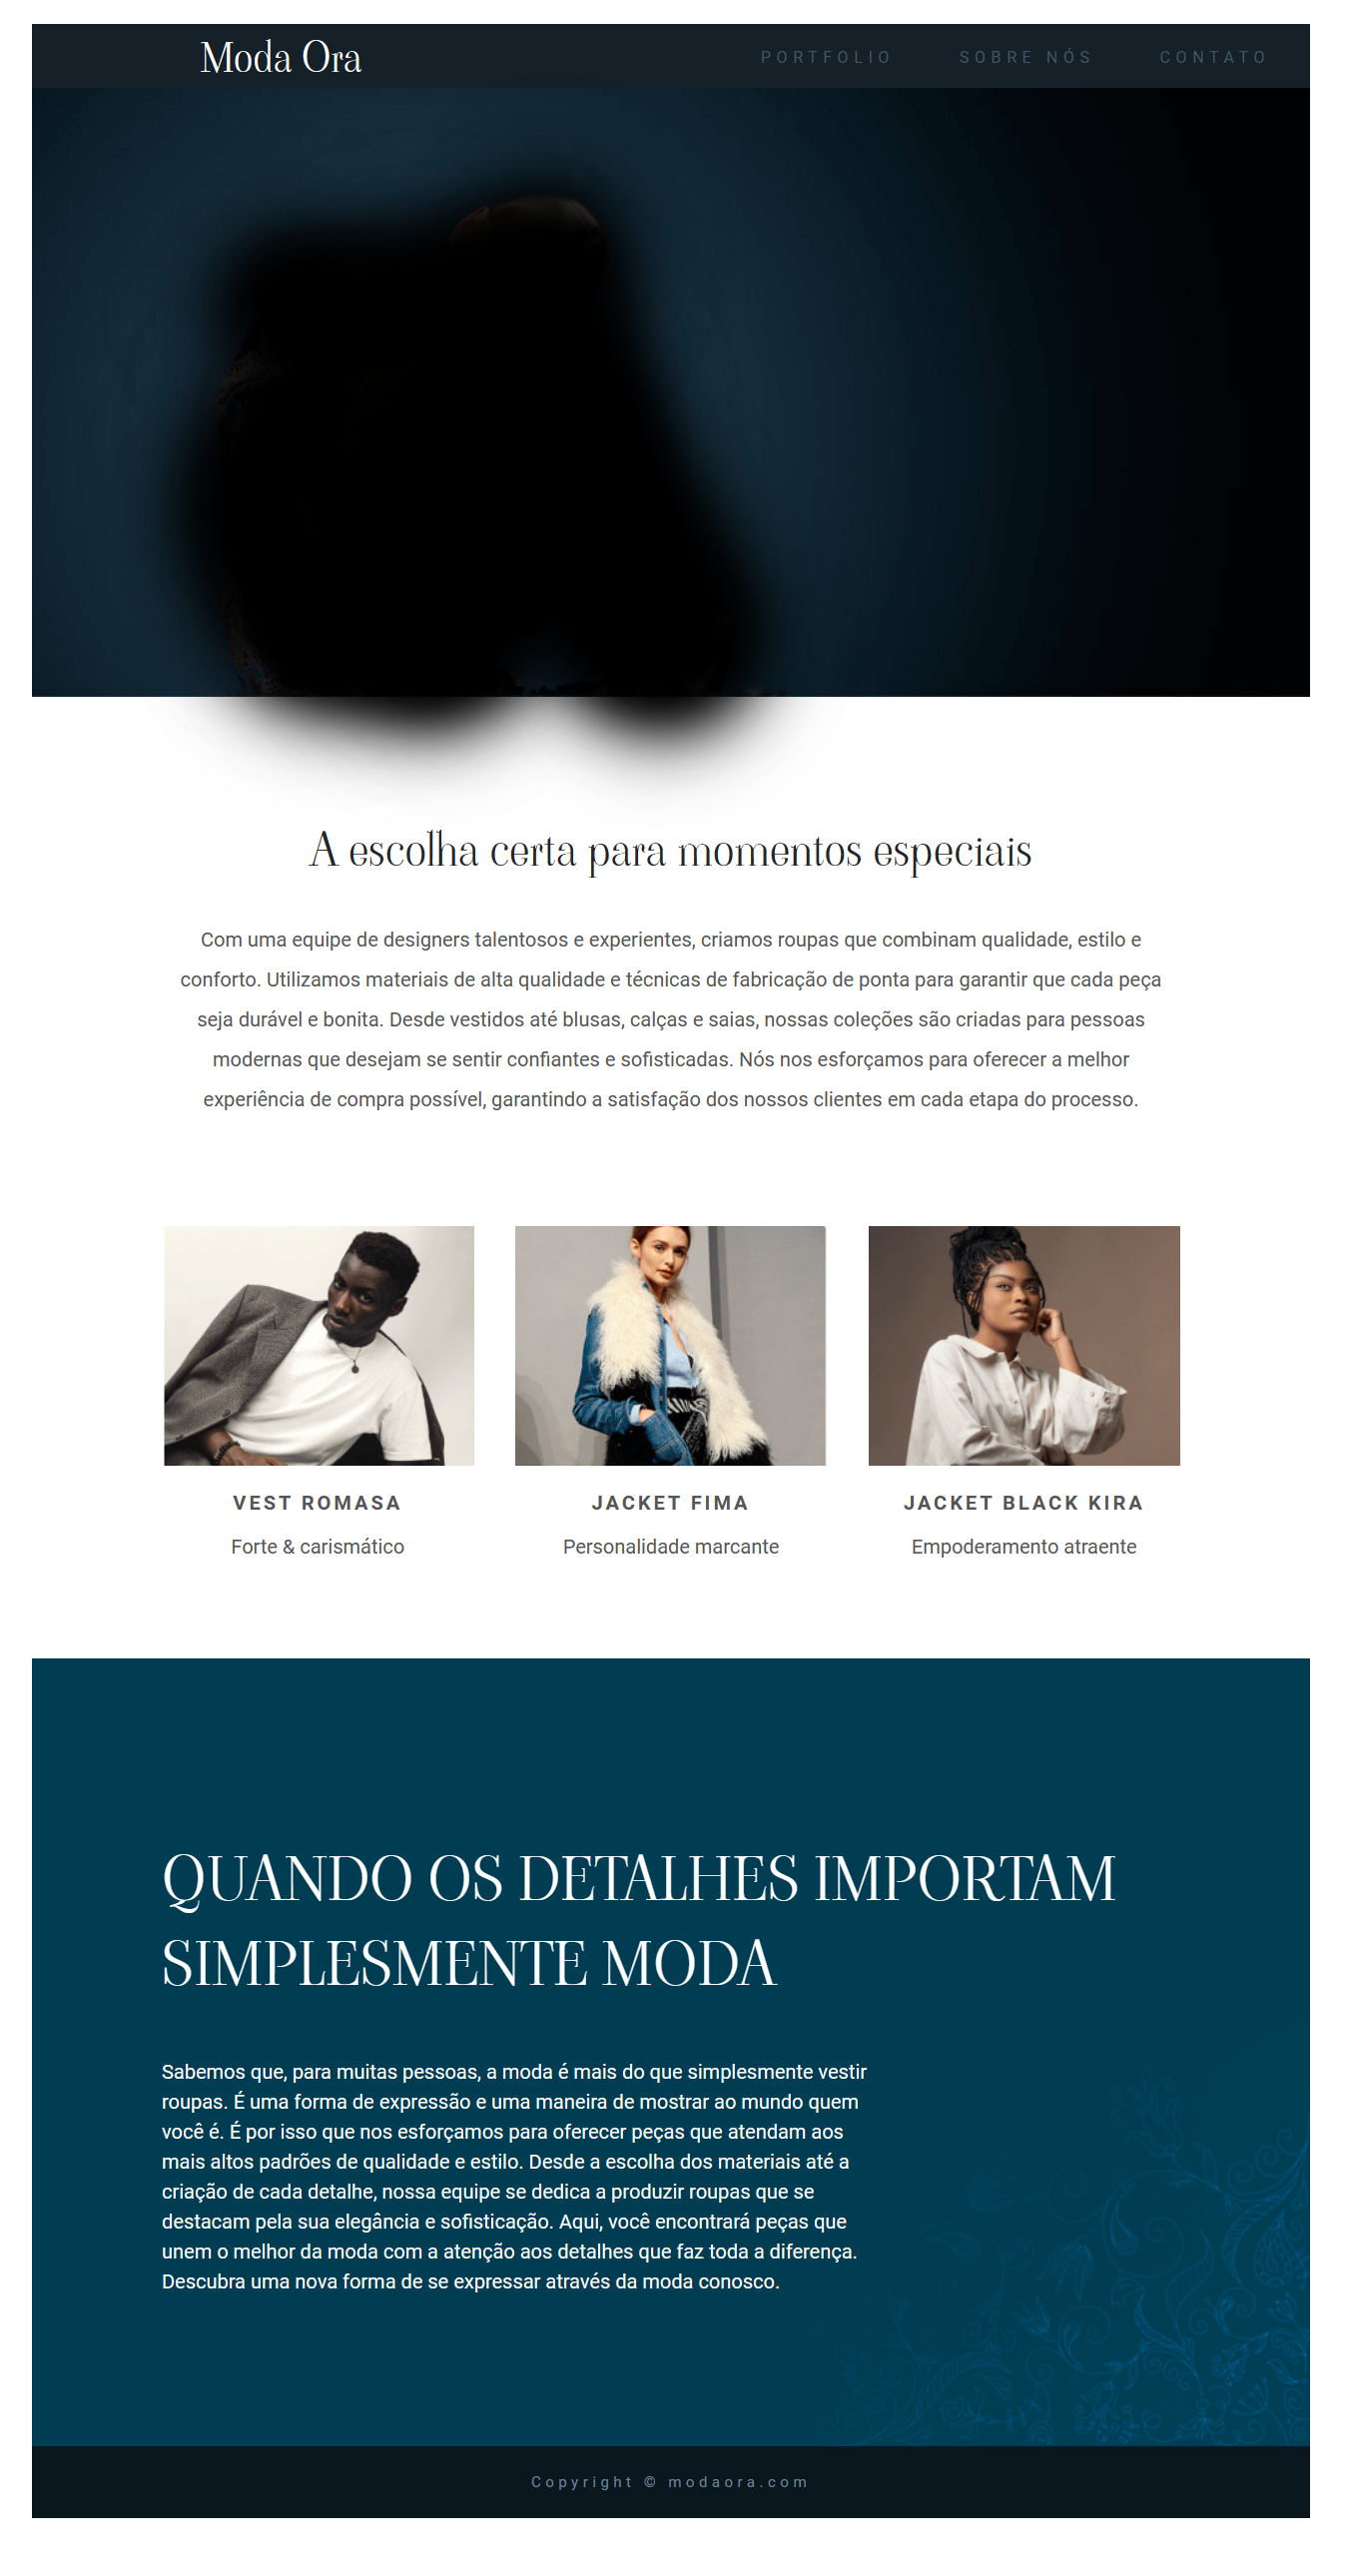 Moda Ora
PORTFOLIO SOBRE NÓS CONTATO
A escolha certa para momentos especiais
Com uma equipe de designers talentosos e experientes, criamos roupas que combinam qualidade, estilo e
conforto. Utilizamos materiais de alta qualidade e técnicas de fabricação de ponta para garantir que cada peça
seja durável e bonita. Desde vestidos até blusas, calças e saias, nossas coleções são criadas para pessoas
modernas que desejam se sentir confiantes e sofisticadas. Nós nos esforçamos para oferecer a melhor
experiência de compra possível, garantindo a satisfação dos nossos clientes em cada etapa do processo.
VEST ROMASA
Forte & carismático
JACKET FIMA
Personalidade marcante
JACKET BLACK KIRA
Empoderamento atraente
QUANDO OS DETALHES IMPORTAM
SIMPLESMENTE MODA
Sabemos que, para muitas pessoas, a moda é mais do que simplesmente vestir
roupas. É uma forma de expressão e uma maneira de mostrar ao mundo quem
você é. É por isso que nos esforçamos para oferecer peças que atendam aos
mais altos padrões de qualidade e estilo. Desde a escolha dos materiais até a
criação de cada detalhe, nossa equipe se dedica a produzir roupas que se
destacam pela sua elegância e sofisticação. Aqui, você encontrará peças que
unem o melhor da moda com a atenção aos detalhes que faz toda a diferença.
Descubra uma nova forma de se expressar através da moda conosco.
Copyright © modaora.com